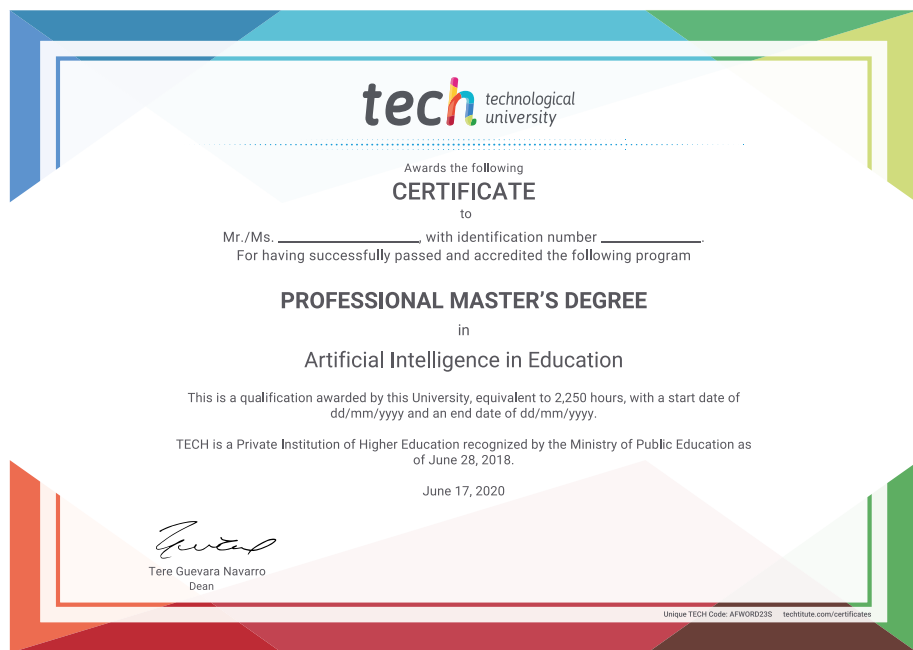 tech technological
university
Awards the following
CERTIFICATE
to
Mr./Ms. ____________________, with identification number ______________.
For having successfully passed and accredited the following program
PROFESSIONAL MASTER'S DEGREE
in
Artificial Intelligence in Education
This is a qualification awarded by this University, equivalent to 2,250 hours, with a start date of
dd/mm/yyyy and an end date of dd/mm/yyyy.
TECH is a Private Institution of Higher Education recognized by the Ministry of Public Education as
of June 28, 2018.
June 17, 2020
Tere Guevara Navarro
Dean
Unique TECH Code: AFWORD23S techtitute.com/certificates